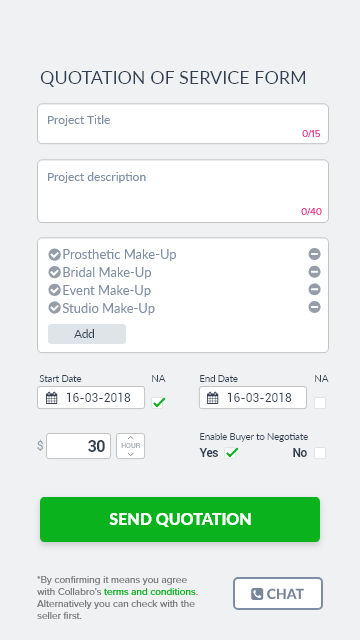 QUOTATION OF SERVICE FORM
Project Title
0/15
Project description
0/40
Prosthetic Make-Up
Bridal Make-Up
Event Make-Up
Studio Make-Up
Add
Start Date NA End Date NA
16-03-2018 16-03-2018
Enable Buyer to Negotiate
$ 30 HOUR Yes No
SEND QUOTATION
*By confirming it means you agree
with Collabro's terms and conditions.
Alternatively you can check with the
seller first.
CHAT